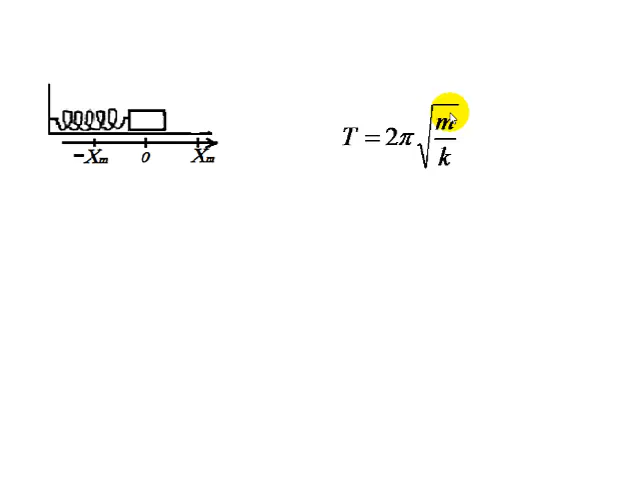 T = 2π√(m/k)
-Xm 0 Xm